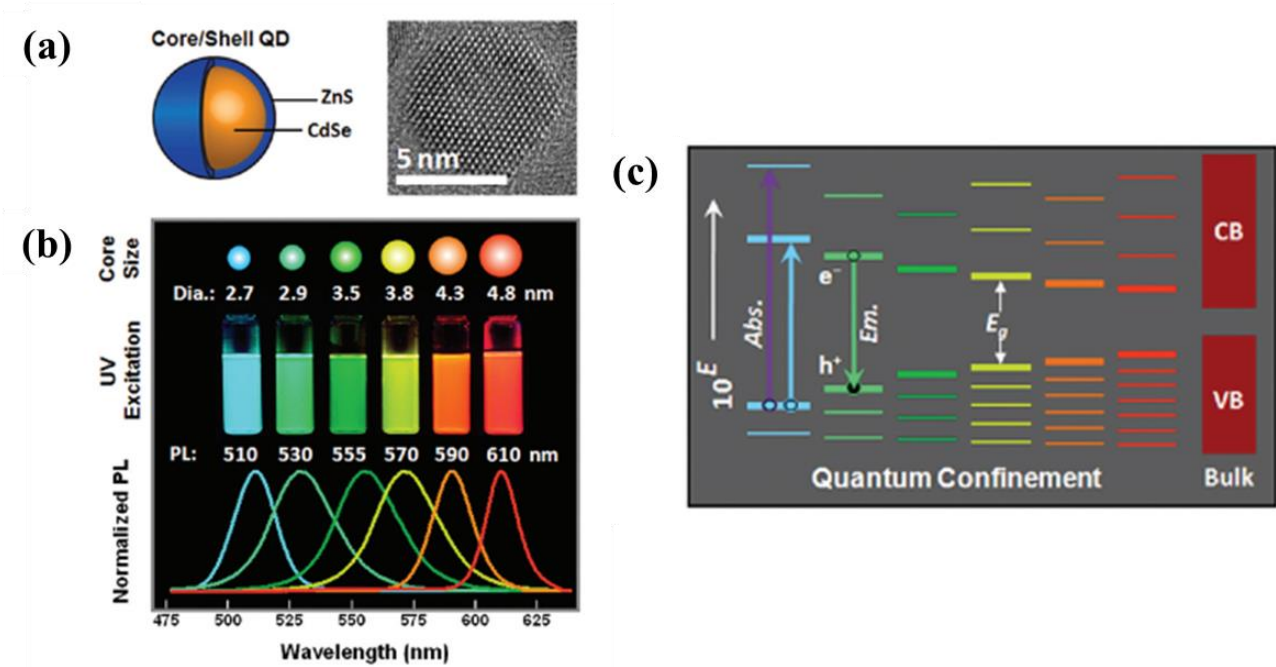 (a)
Core/Shell QD
ZnS
CdSe
5 nm
(b)
Core
Size
Dia.: 2.7 2.9 3.5 3.8 4.3 4.8 nm
UV
Excitation
PL: 510 530 555 570 590 610 nm
Normalized PL
475 500 525 550 575 600 625
Wavelength (nm)
(c)
10^E
Abs.
e⁻
h⁺
Em.
E_g
CB
VB
Quantum Confinement
Bulk